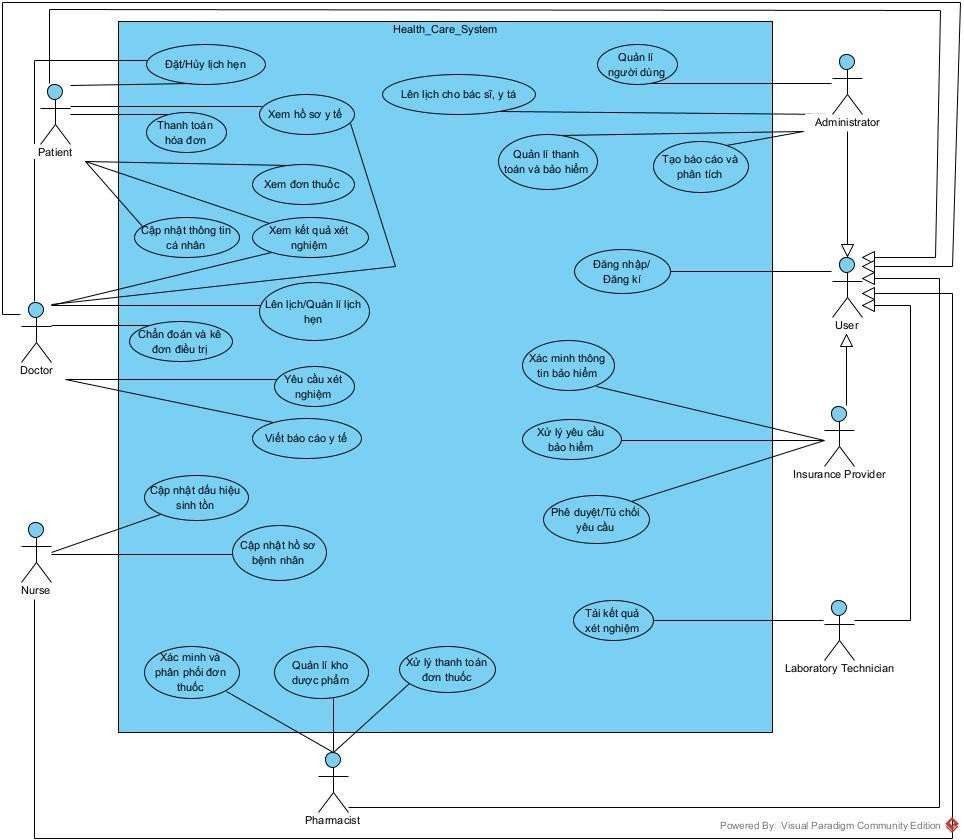 Health_Care_System
Đặt/Hủy lịch hẹn
Quản lí
người dùng
Lên lịch cho bác sĩ, y tá
Xem hồ sơ y tế
Administrator
Thanh toán
hóa đơn
Patient
Quản lí thanh
toán và bảo hiểm
Tạo báo cáo và
phân tích
Xem đơn thuốc
Cập nhật thông tin
cá nhân
Xem kết quả xét
nghiệm
Đăng nhập/
Đăng kí
Lên lịch/Quản lí lịch
hẹn
User
Chẩn đoán và kê
đơn điều trị
Doctor
Xác minh thông
tin bảo hiểm
Yêu cầu xét
nghiệm
Viết báo cáo y tế
Xử lý yêu cầu
bảo hiểm
Insurance Provider
Cập nhật dấu hiệu
sinh tồn
Phê duyệt/Từ chối
yêu cầu
Cập nhật hồ sơ
bệnh nhân
Nurse
Tải kết quả
xét nghiệm
Laboratory Technician
Xác minh và
phân phối đơn
thuốc
Quản lí kho
dược phẩm
Xử lý thanh toán
đơn thuốc
Pharmacist
Powered By: Visual Paradigm Community Edition